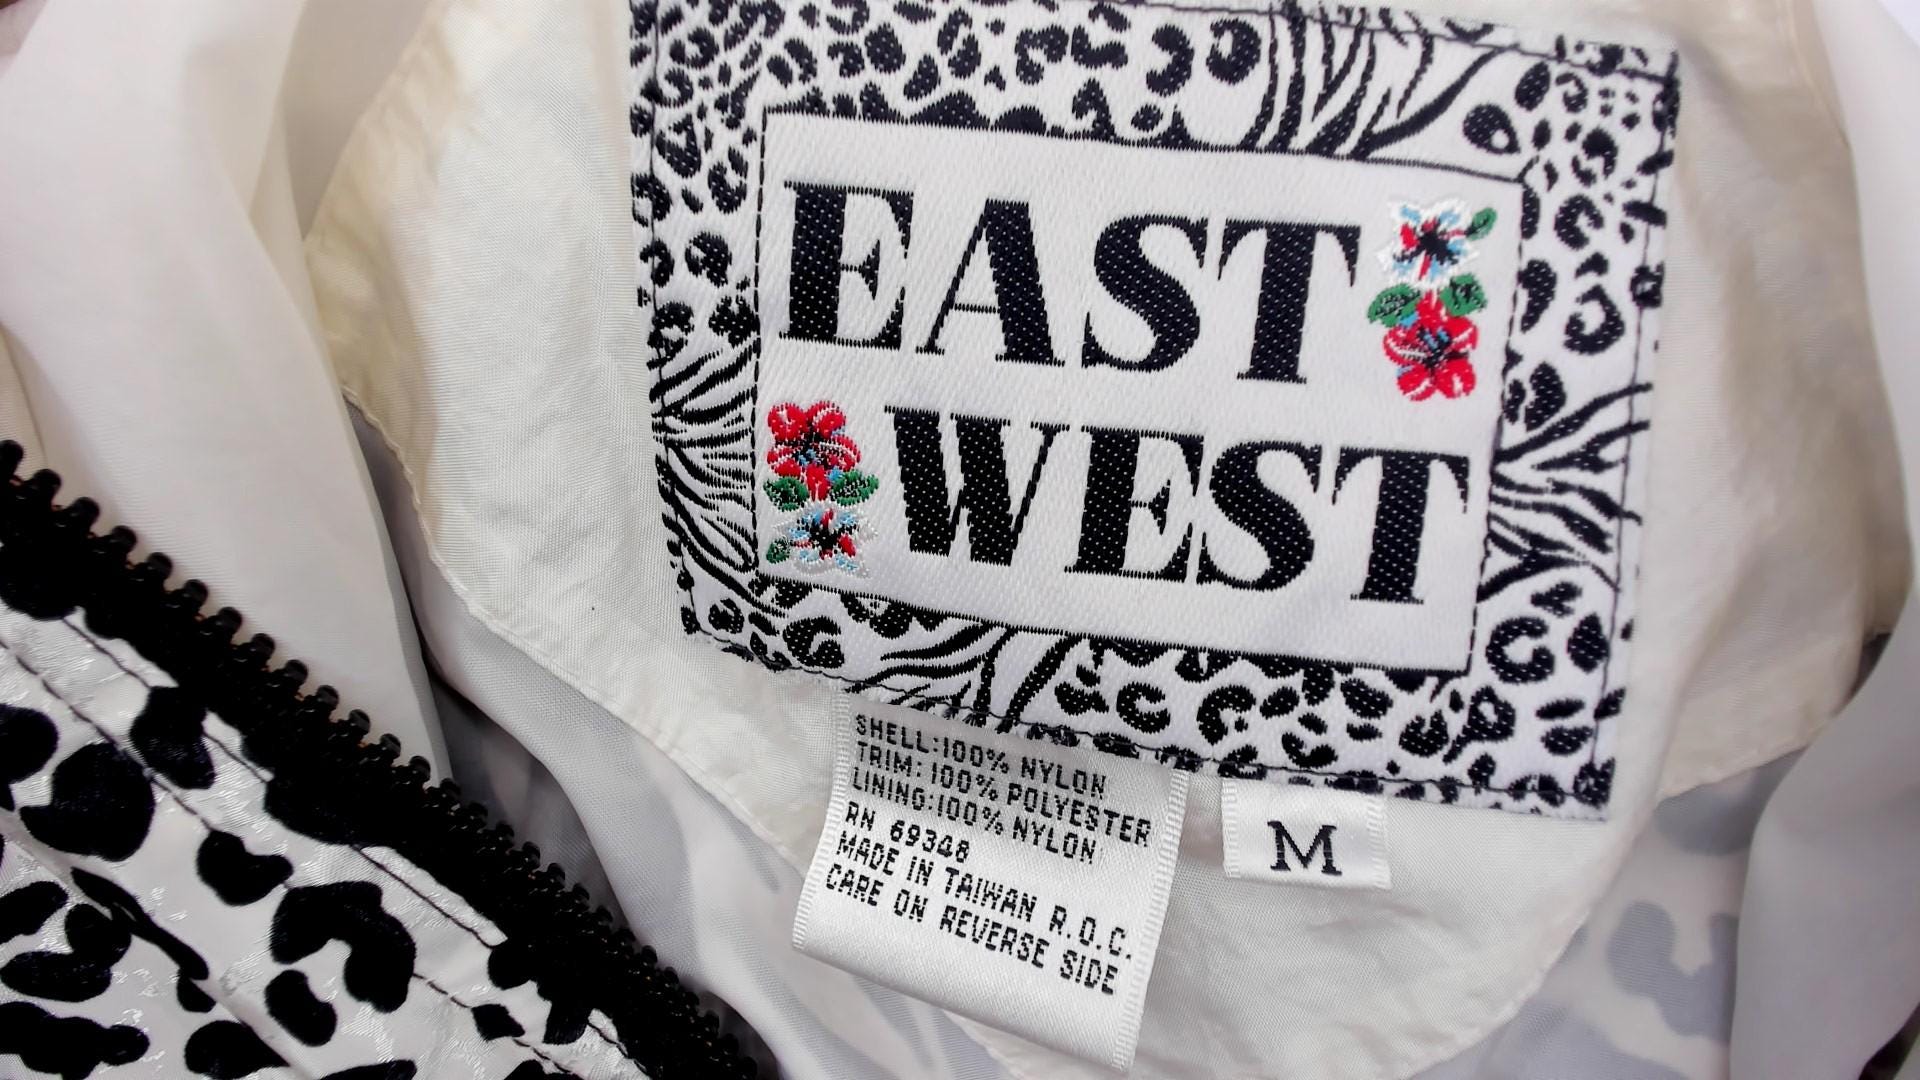 EAST
WEST
SHELL:100% NYLON
TRIM: 100% POLYESTER
LINING:100% NYLON
RN 69348
MADE IN TAIWAN R.O.C.
CARE ON REVERSE SIDE
M